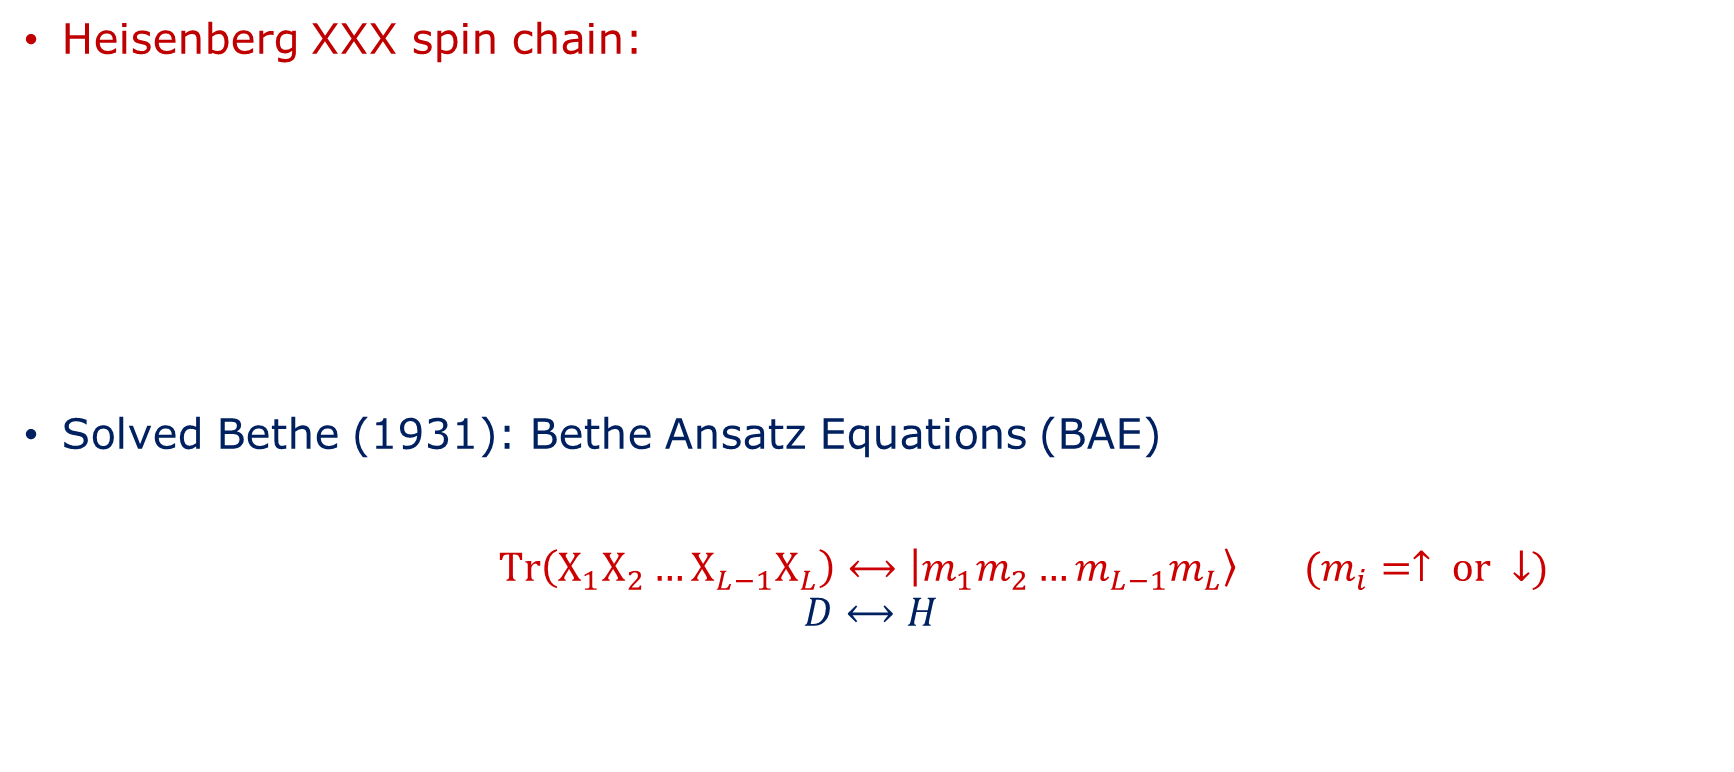 • Heisenberg XXX spin chain:
• Solved Bethe (1931): Bethe Ansatz Equations (BAE)
Tr(X₁X₂ … X_{L−1}X_L) ⟷ |m₁m₂ … m_{L−1}m_L⟩ (m_i =↑ or ↓)
D ⟷ H